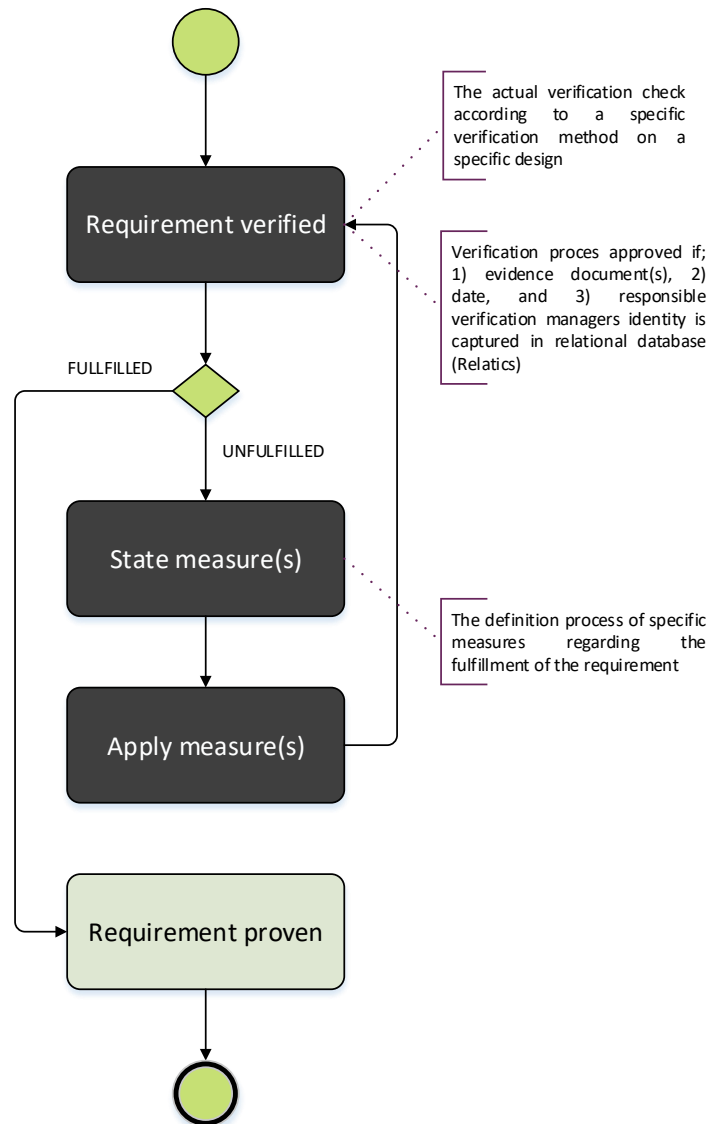 The actual verification check
according to a specific
verification method on a
specific design
Requirement verified
Verification proces approved if;
1) evidence document(s), 2)
date, and 3) responsible
verification managers identity is
captured in relational database
(Relatics)
FULLFILLED
UNFULFILLED
State measure(s)
The definition process of specific
measures regarding the
fulfillment of the requirement
Apply measure(s)
Requirement proven